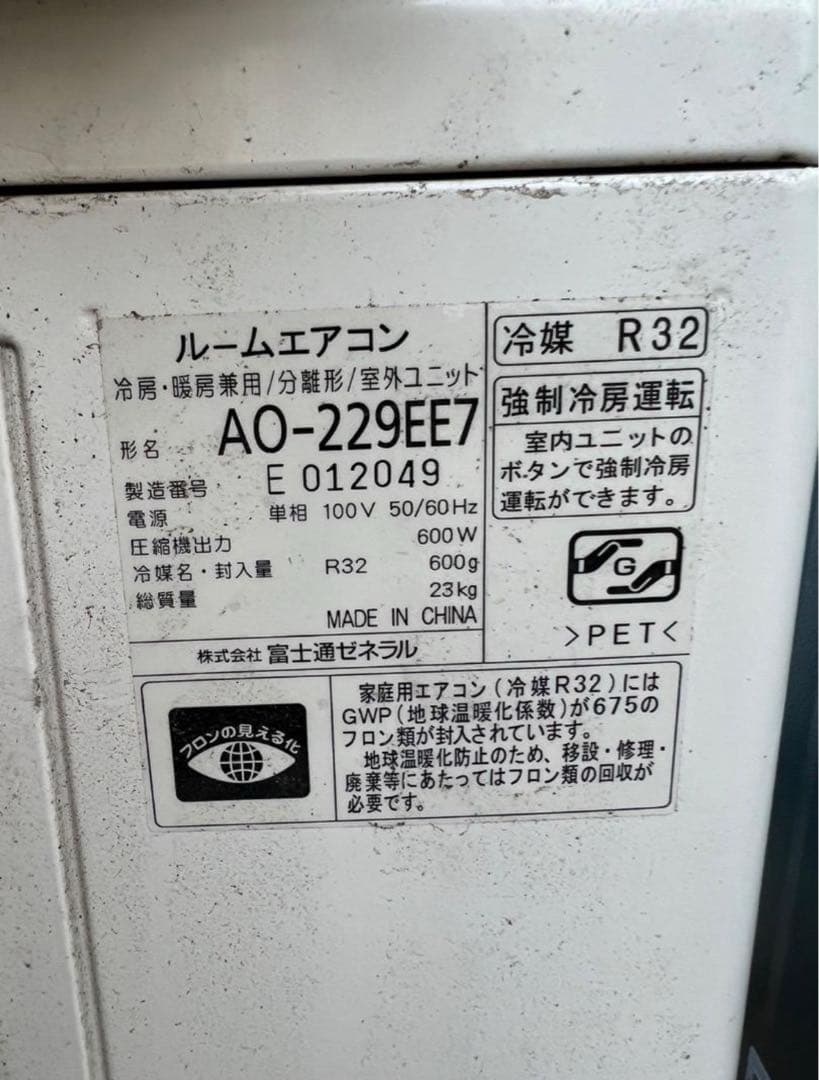 ルームエアコン
冷房・暖房兼用/分離形/室外ユニット
形名 AO-229EE7
製造番号 E 012049
電源 単相 100V 50/60Hz
圧縮機出力 600W
冷媒名・封入量 R32 600g
総質量 23kg
MADE IN CHINA
株式会社 富士通ゼネラル
冷媒 R32
強制冷房運転
室内ユニットの
ボタンで強制冷房
運転ができます。
G
>PET<
フロンの見える化
家庭用エアコン(冷媒R32)には
GWP(地球温暖化係数)が675の
フロン類が封入されています。
地球温暖化防止のため、移設・修理・
廃棄等にあたってはフロン類の回収が
必要です。